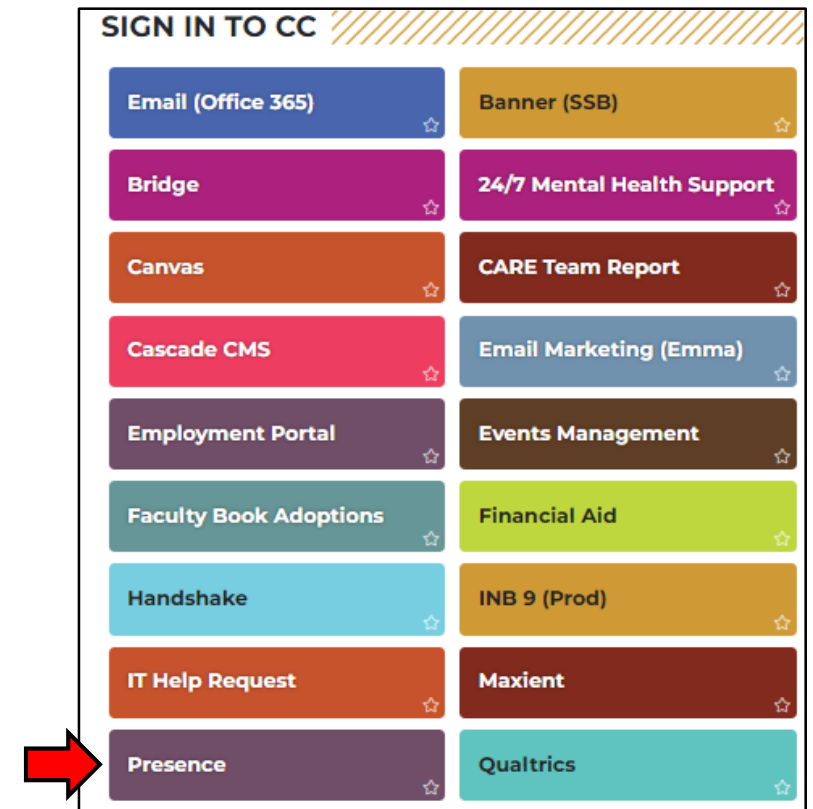 SIGN IN TO CC
Email (Office 365)
Banner (SSB)
Bridge
24/7 Mental Health Support
Canvas
CARE Team Report
Cascade CMS
Email Marketing (Emma)
Employment Portal
Events Management
Faculty Book Adoptions
Financial Aid
Handshake
INB 9 (Prod)
IT Help Request
Maxient
Presence
Qualtrics